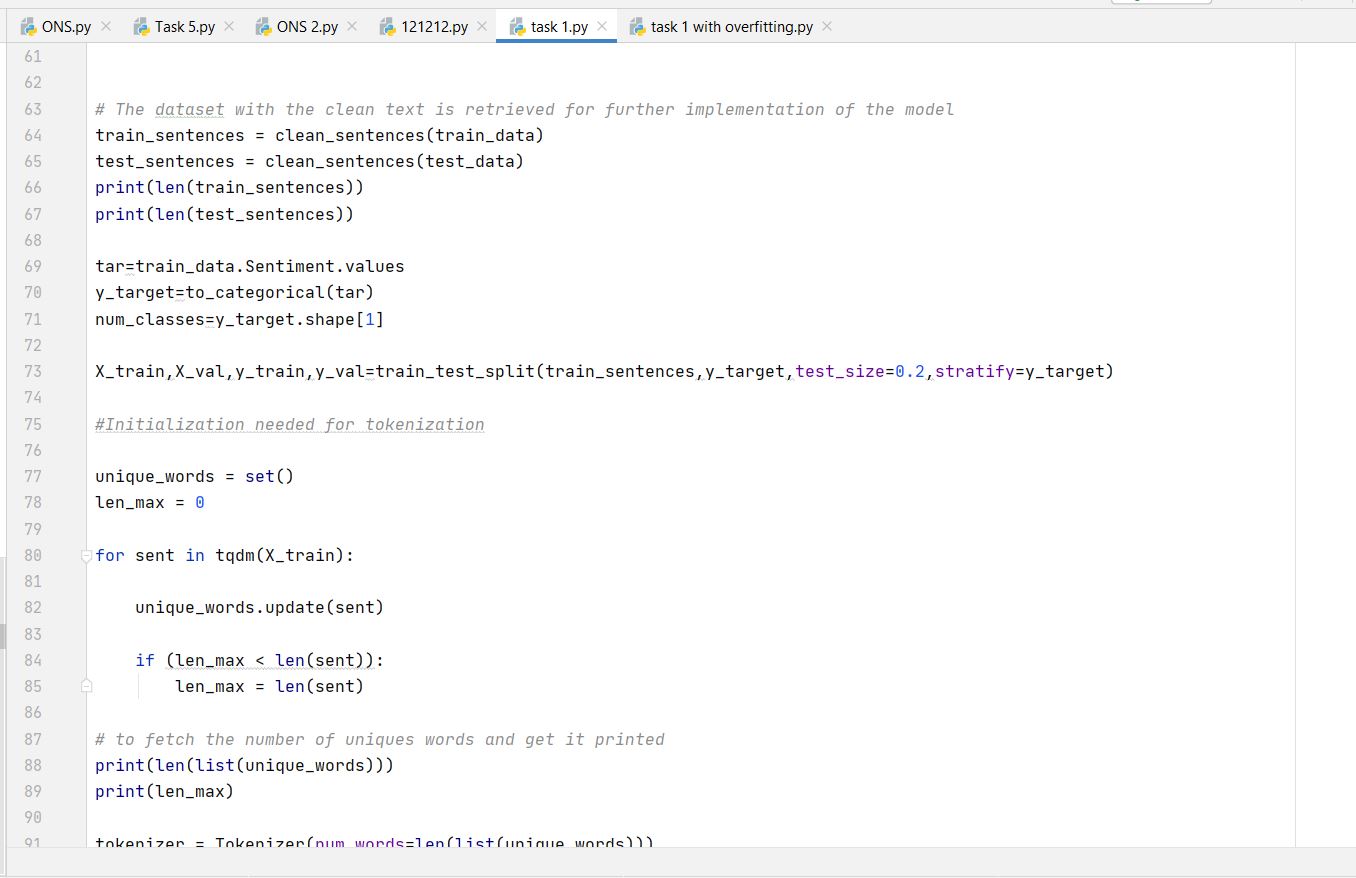 ONS.py Task 5.py ONS 2.py 121212.py task 1.py task 1 with overfitting.py
61
62
63 # The dataset with the clean text is retrieved for further implementation of the model
64 train_sentences = clean_sentences(train_data)
65 test_sentences = clean_sentences(test_data)
66 print(len(train_sentences))
67 print(len(test_sentences))
68
69 tar=train_data.Sentiment.values
70 y_target=to_categorical(tar)
71 num_classes=y_target.shape[1]
72
73 X_train,X_val,y_train,y_val=train_test_split(train_sentences,y_target,test_size=0.2,stratify=y_target)
74
75 #Initialization needed for tokenization
76
77 unique_words = set()
78 len_max = 0
79
80 for sent in tqdm(X_train):
81
82     unique_words.update(sent)
83
84     if (len_max < len(sent)):
85         len_max = len(sent)
86
87 # to fetch the number of uniques words and get it printed
88 print(len(list(unique_words)))
89 print(len_max)
90
91 tokenizer = Tokenizer(num_words=len(list(unique_words)))